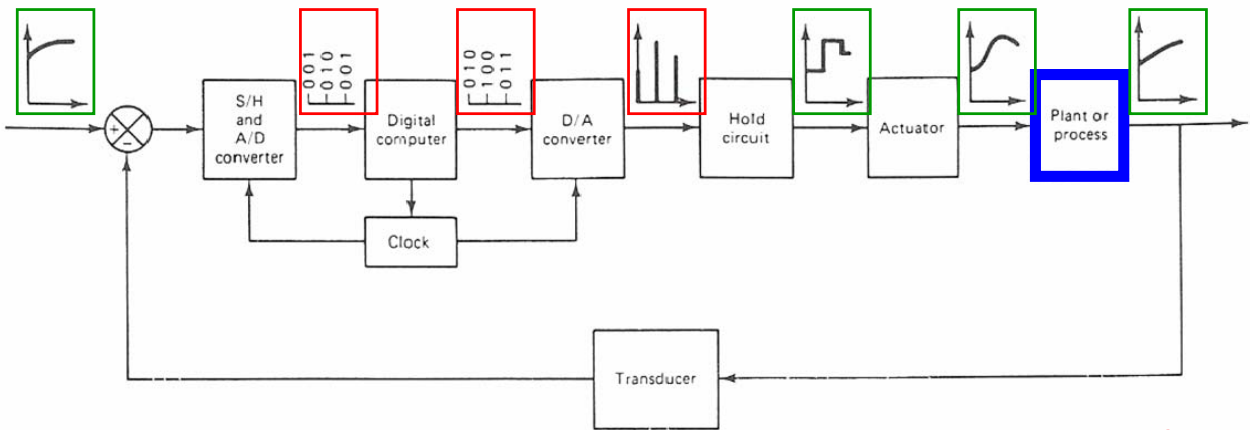 001
010
001
010
100
011
+
-
S/H
and
A/D
converter
Digital
computer
D/A
converter
Hold
circuit
Actuator
Plant or
process
Clock
Transducer